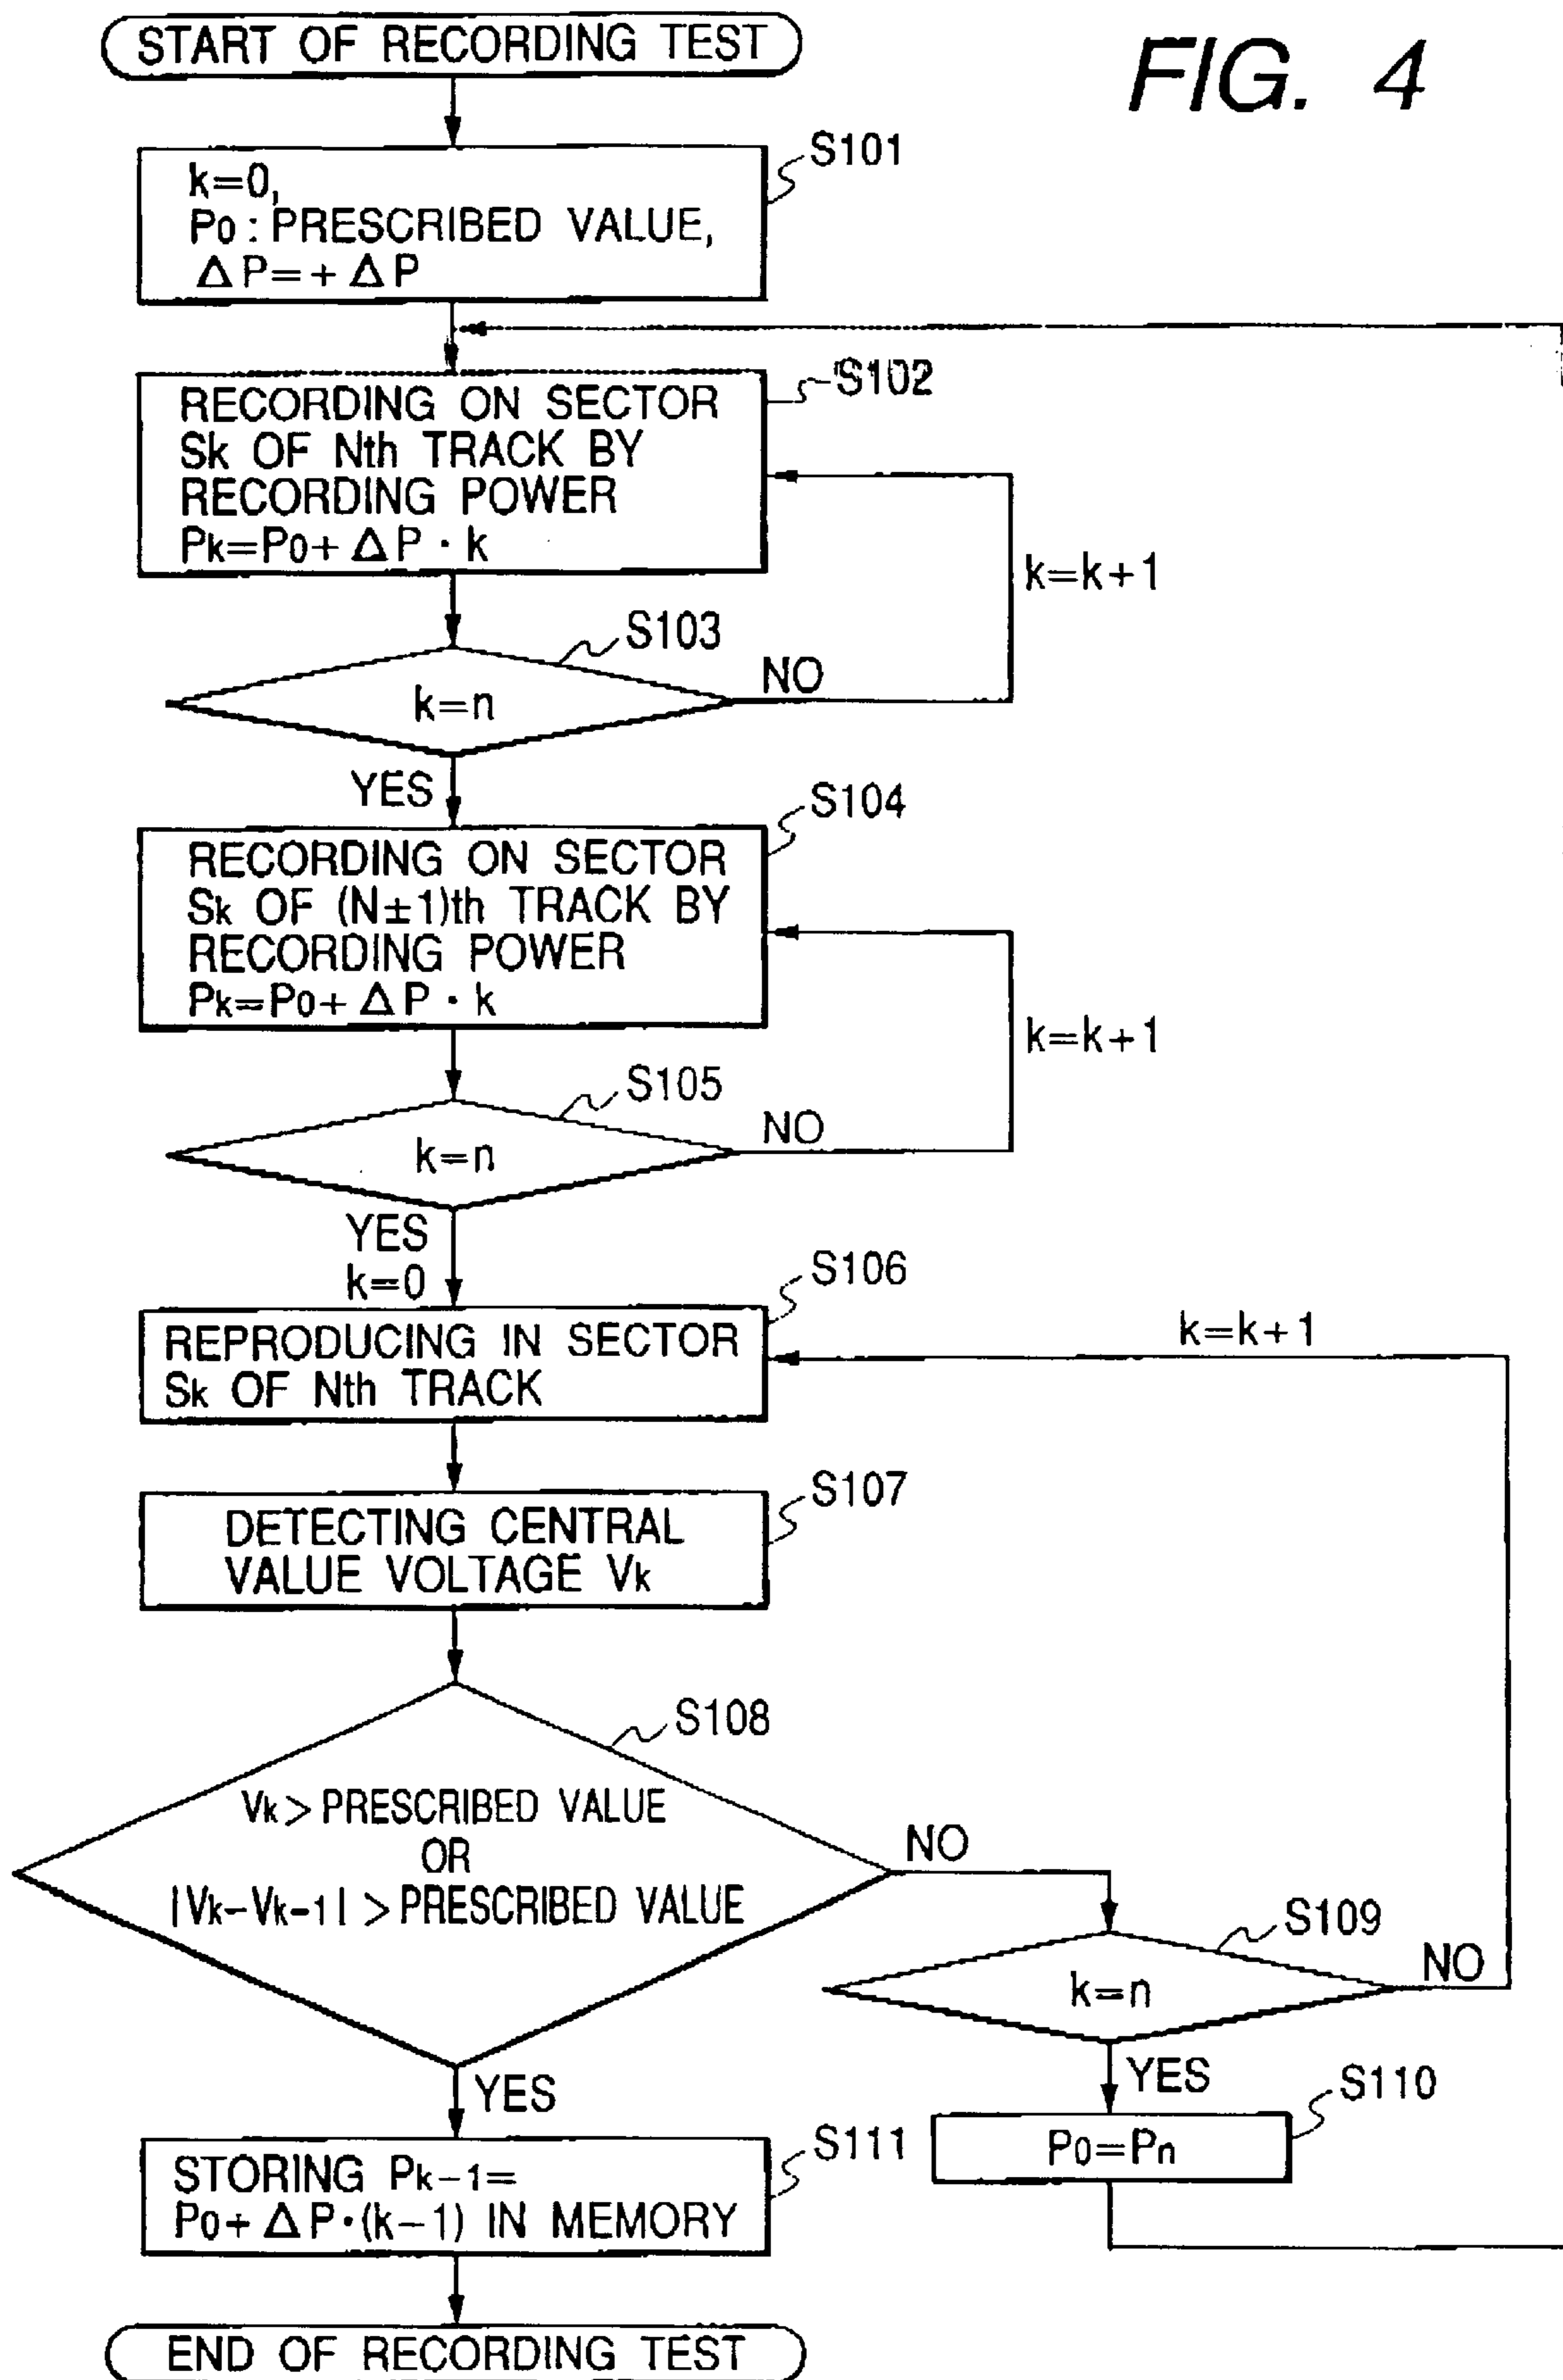 START OF RECORDING TEST
FIG. 4
S101
k=0,
P0 : PRESCRIBED VALUE,
ΔP=+ΔP
S102
RECORDING ON SECTOR
Sk OF Nth TRACK BY
RECORDING POWER
Pk=P0+ΔP·k
k=k+1
S103
k=n
NO
YES
S104
RECORDING ON SECTOR
Sk OF (N±1)th TRACK BY
RECORDING POWER
Pk=P0+ΔP·k
k=k+1
S105
k=n
NO
YES
k=0
S106
REPRODUCING IN SECTOR
Sk OF Nth TRACK
k=k+1
S107
DETECTING CENTRAL
VALUE VOLTAGE Vk
S108
Vk > PRESCRIBED VALUE
OR
|Vk-Vk-1| > PRESCRIBED VALUE
NO
S109
k=n
NO
YES
YES
S110
P0=Pn
S111
STORING Pk-1=
P0+ΔP·(k-1) IN MEMORY
END OF RECORDING TEST